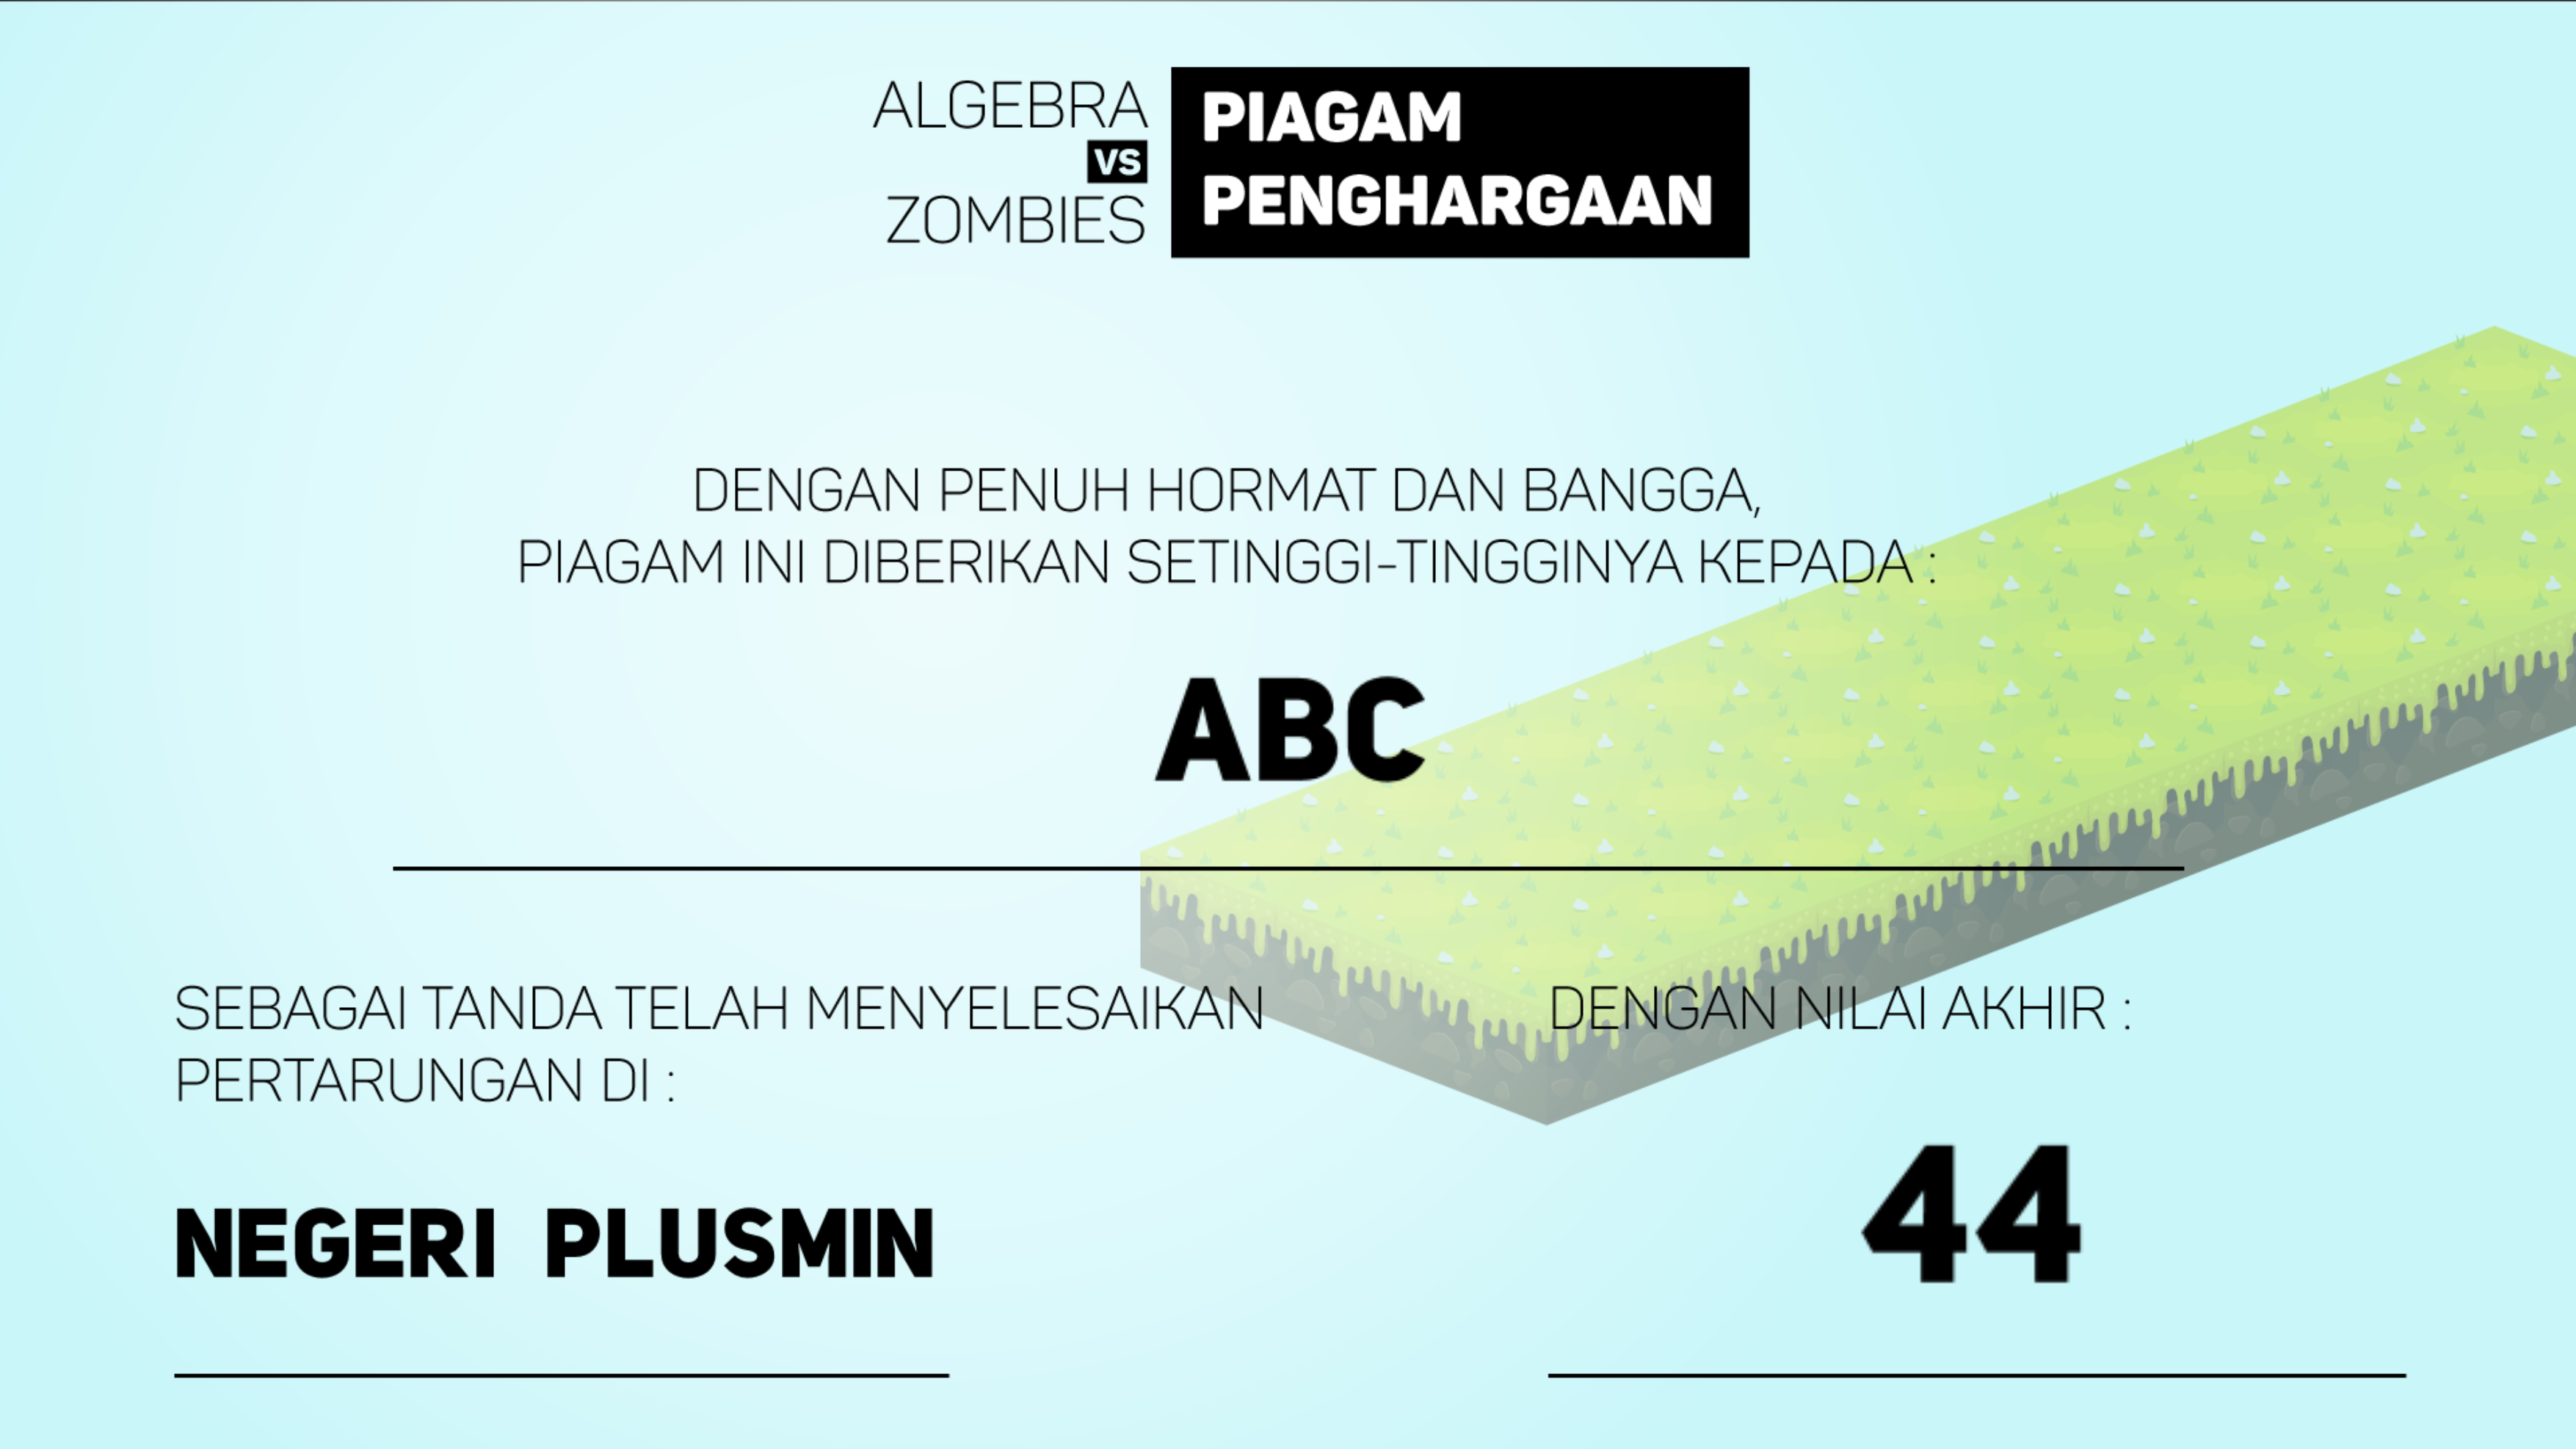 ALGEBRA
VS
ZOMBIES
PIAGAM
PENGHARGAAN
DENGAN PENUH HORMAT DAN BANGGA,
PIAGAM INI DIBERIKAN SETINGGI-TINGGINYA KEPADA :
ABC
SEBAGAI TANDA TELAH MENYELESAIKAN
PERTARUNGAN DI :
NEGERI PLUSMIN
DENGAN NILAI AKHIR :
44